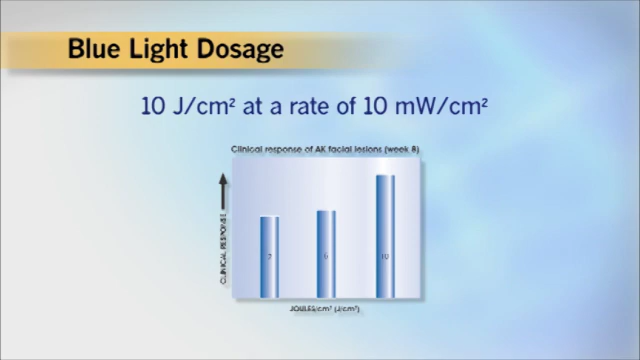 Blue Light Dosage
10 J/cm² at a rate of 10 mW/cm²
Clinical response of AK facial lesions (week 8)
CLINICAL RESPONSE
10
JOULES/cm² (J/cm²)